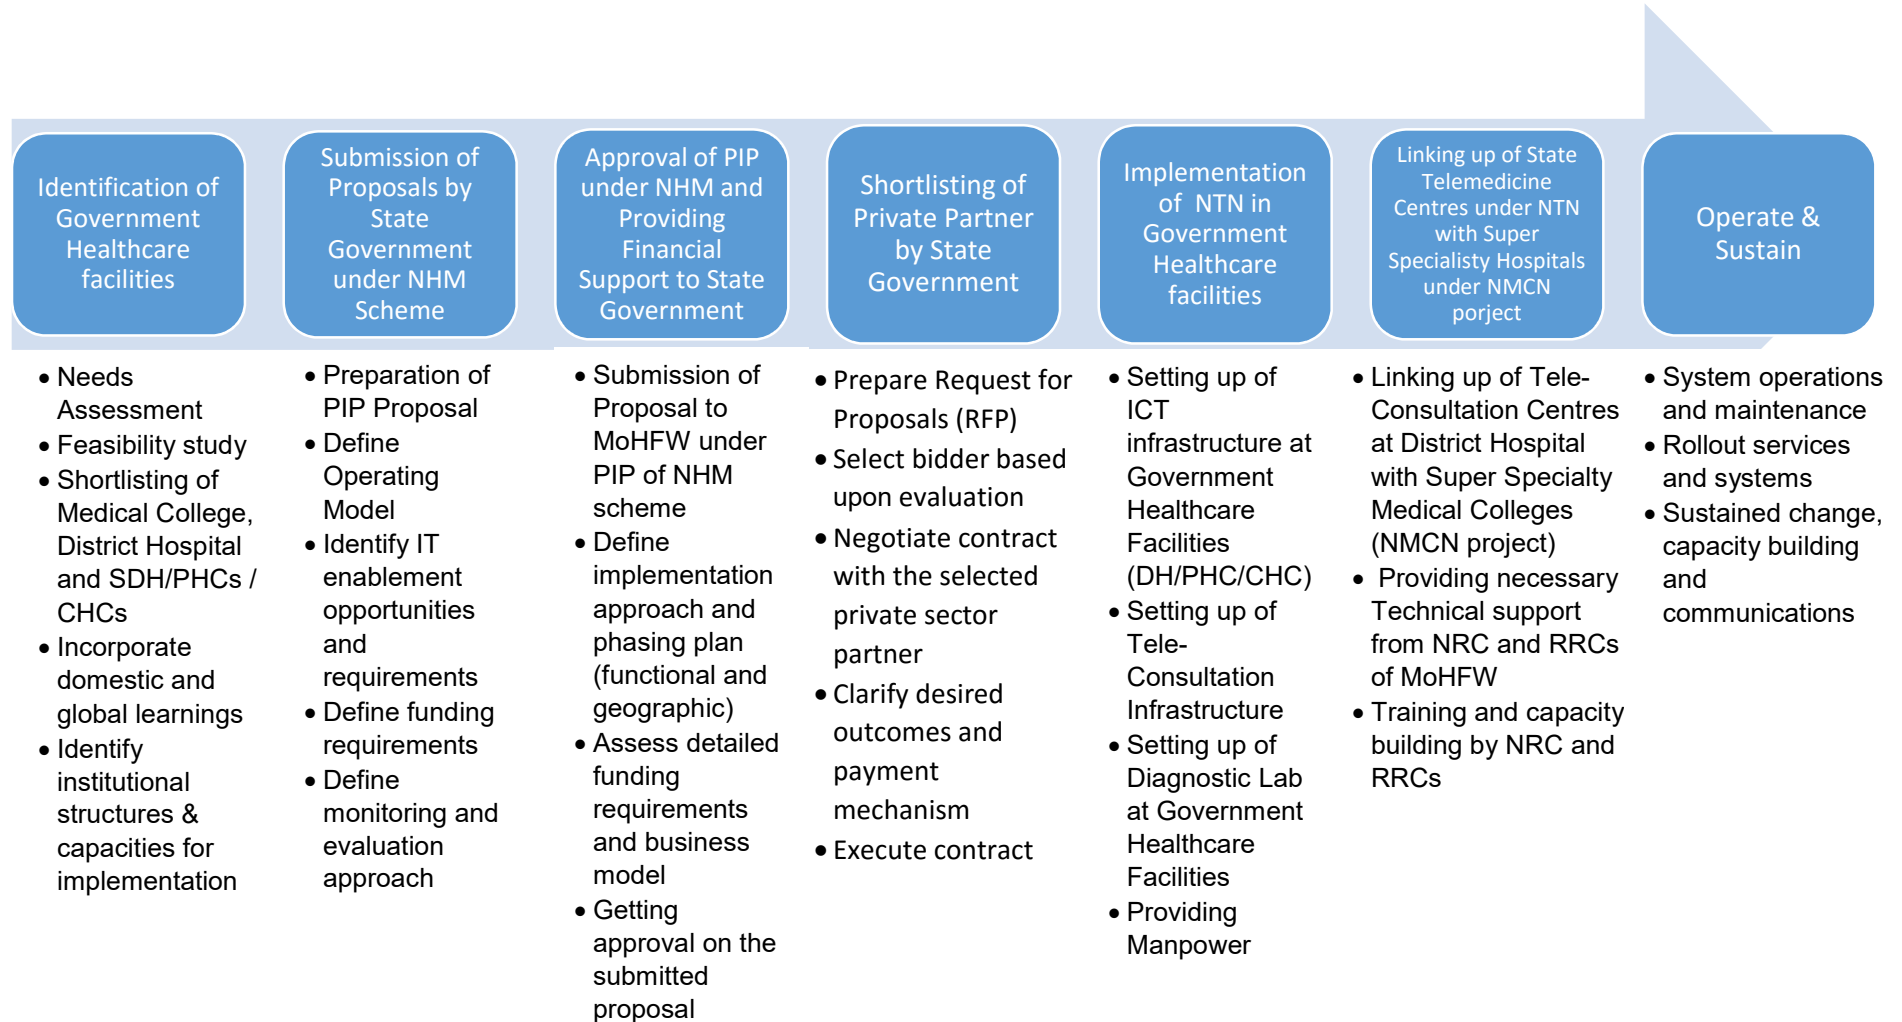 Identification of
Government
Healthcare
facilities
Submission of
Proposals by
State
Government
under NHM
Scheme
Approval of PIP
under NHM and
Providing
Financial
Support to State
Government
Shortlisting of
Private Partner
by State
Government
Implementation
of NTN in
Government
Healthcare
facilities
Linking up of State
Telemedicine
Centres under NTN
with Super
Specialisty Hospitals
under NMCN
porject
Operate &
Sustain
• Needs
Assessment
• Feasibility study
• Shortlisting of
Medical College,
District Hospital
and SDH/PHCs /
CHCs
• Incorporate
domestic and
global learnings
• Identify
institutional
structures &
capacities for
implementation
• Preparation of
PIP Proposal
• Define
Operating
Model
• Identify IT
enablement
opportunities
and
requirements
• Define funding
requirements
• Define
monitoring and
evaluation
approach
• Submission of
Proposal to
MoHFW under
PIP of NHM
scheme
• Define
implementation
approach and
phasing plan
(functional and
geographic)
• Assess detailed
funding
requirements
and business
model
• Getting
approval on the
submitted
proposal
• Prepare Request for
Proposals (RFP)
• Select bidder based
upon evaluation
• Negotiate contract
with the selected
private sector
partner
• Clarify desired
outcomes and
payment
mechanism
• Execute contract
• Setting up of
ICT
infrastructure at
Government
Healthcare
Facilities
(DH/PHC/CHC)
• Setting up of
Tele-
Consultation
Infrastructure
• Setting up of
Diagnostic Lab
at Government
Healthcare
Facilities
• Providing
Manpower
• Linking up of Tele-
Consultation Centres
at District Hospital
with Super Specialty
Medical Colleges
(NMCN project)
• Providing necessary
Technical support
from NRC and RRCs
of MoHFW
• Training and capacity
building by NRC and
RRCs
• System operations
and maintenance
• Rollout services
and systems
• Sustained change,
capacity building
and
communications